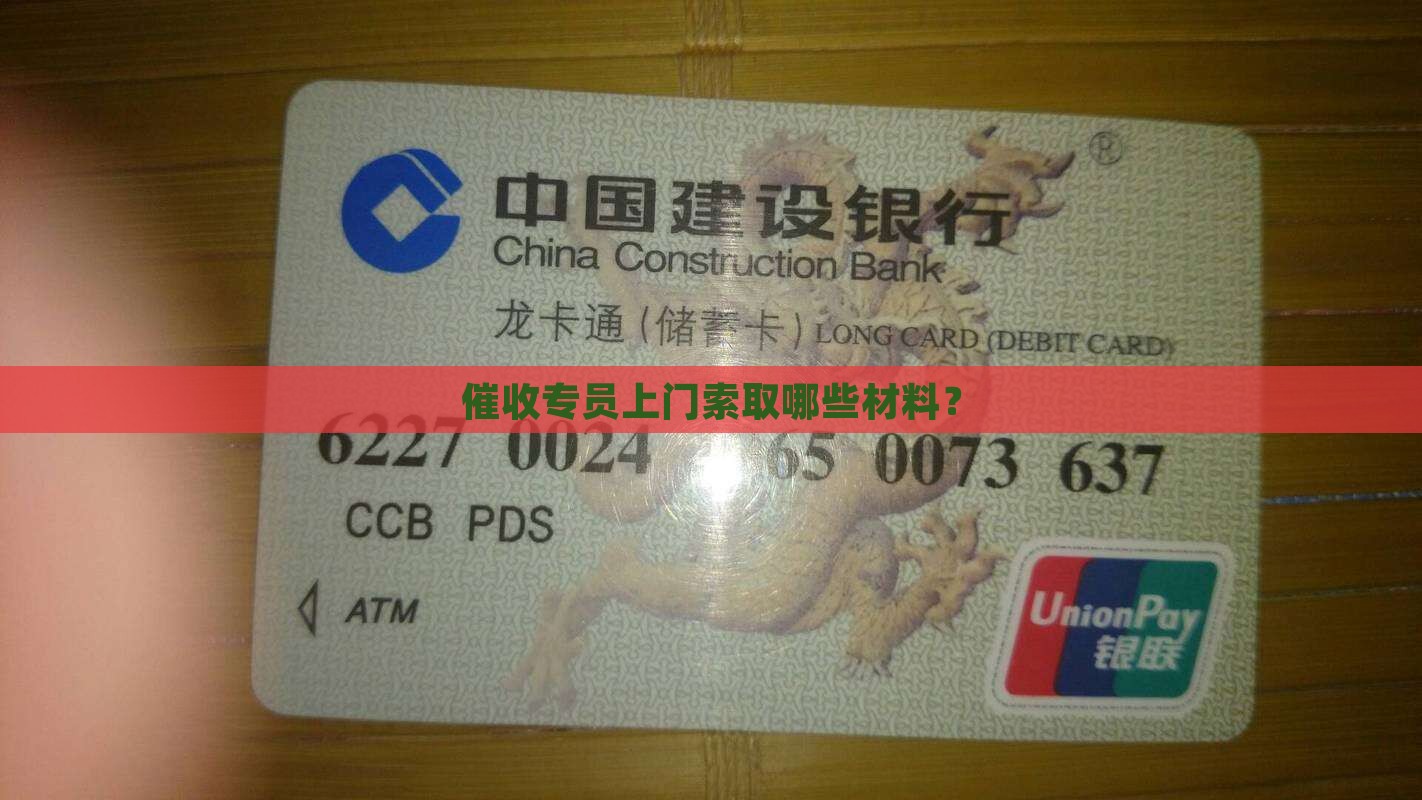 ®
中国建设银行
China Construction Bank
龙卡通(储蓄卡) LONG CARD (DEBIT CARD)
催收专员上门索取哪些材料？
6227 0024 0073 637
CCB PDS
ATM
UnionPay
银联